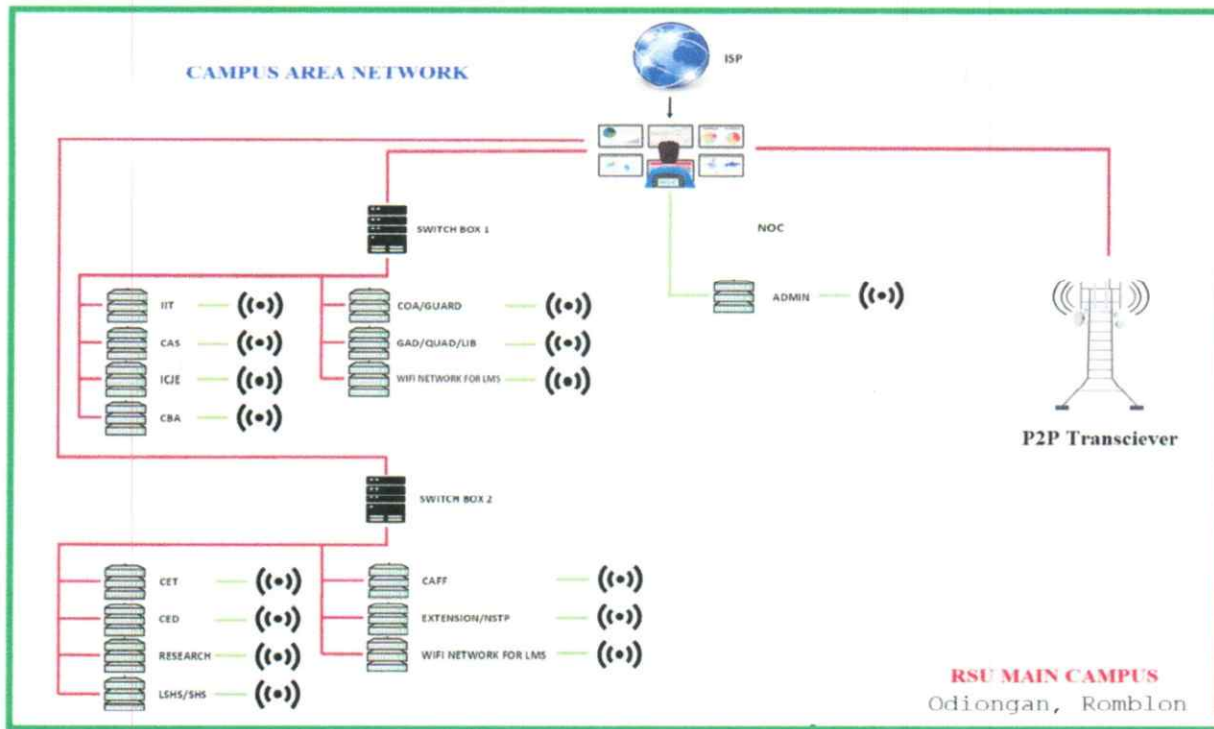 CAMPUS AREA NETWORK
ISP
NOC
ADMIN
P2P Transciever
SWITCH BOX 1
IIT
CAS
ICJE
CBA
COA/GUARD
GAD/QUAD/LIB
WIFI NETWORK FOR LMS
SWITCH BOX 2
CET
CED
RESEARCH
LSHS/SHS
CAFF
EXTENSION/NSTP
WIFI NETWORK FOR LMS
RSU MAIN CAMPUS
Odiongan, Romblon